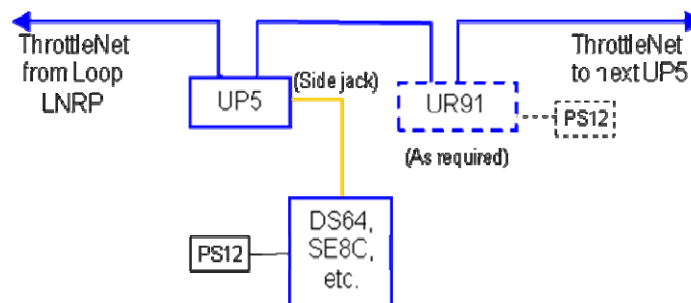 ThrottleNet
from Loop
LNRP
ThrottleNet
to next UP5
UP5
(Side jack)
UR91
PS12
(As required)
DS64,
SE8C,
etc.
PS12